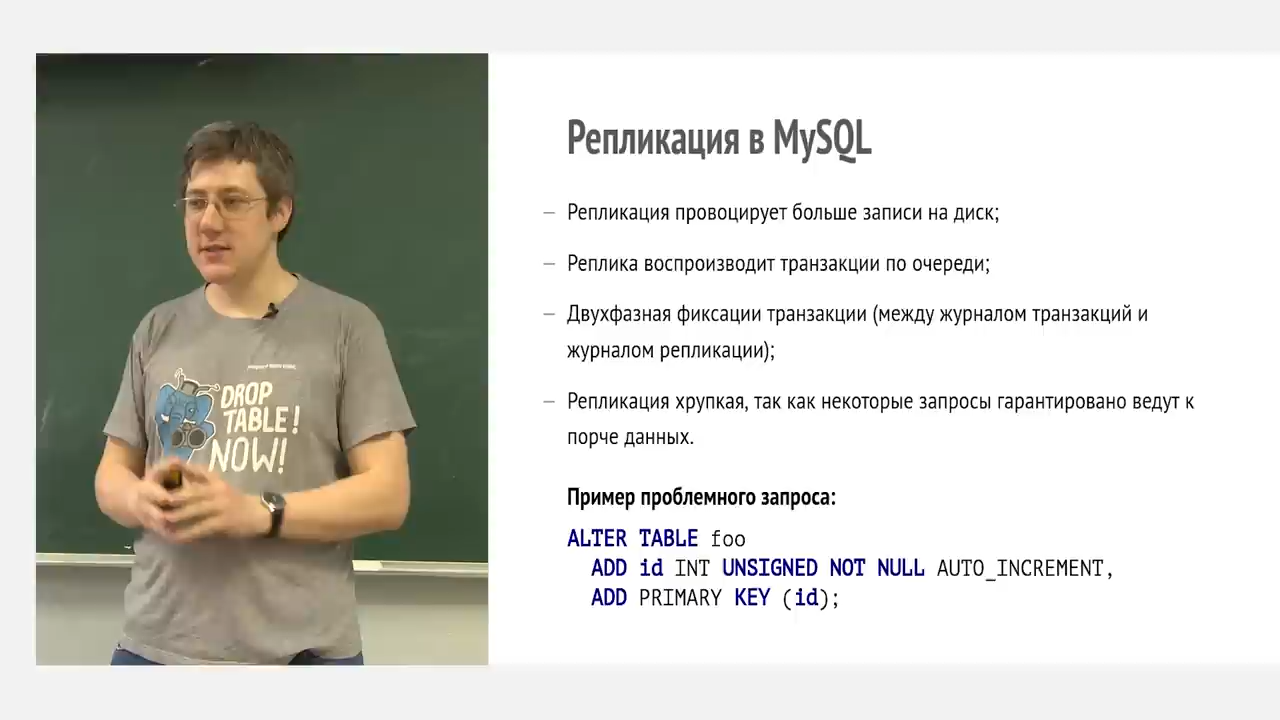 Репликация в MySQL
– Репликация провоцирует больше записи на диск;
– Реплика воспроизводит транзакции по очереди;
– Двухфазная фиксации транзакции (между журналом транзакций и
журналом репликации);
– Репликация хрупкая, так как некоторые запросы гарантировано ведут к
порче данных.
Пример проблемного запроса:
ALTER TABLE foo
ADD id INT UNSIGNED NOT NULL AUTO_INCREMENT,
ADD PRIMARY KEY (id);
DROP
TABLE!
NOW!